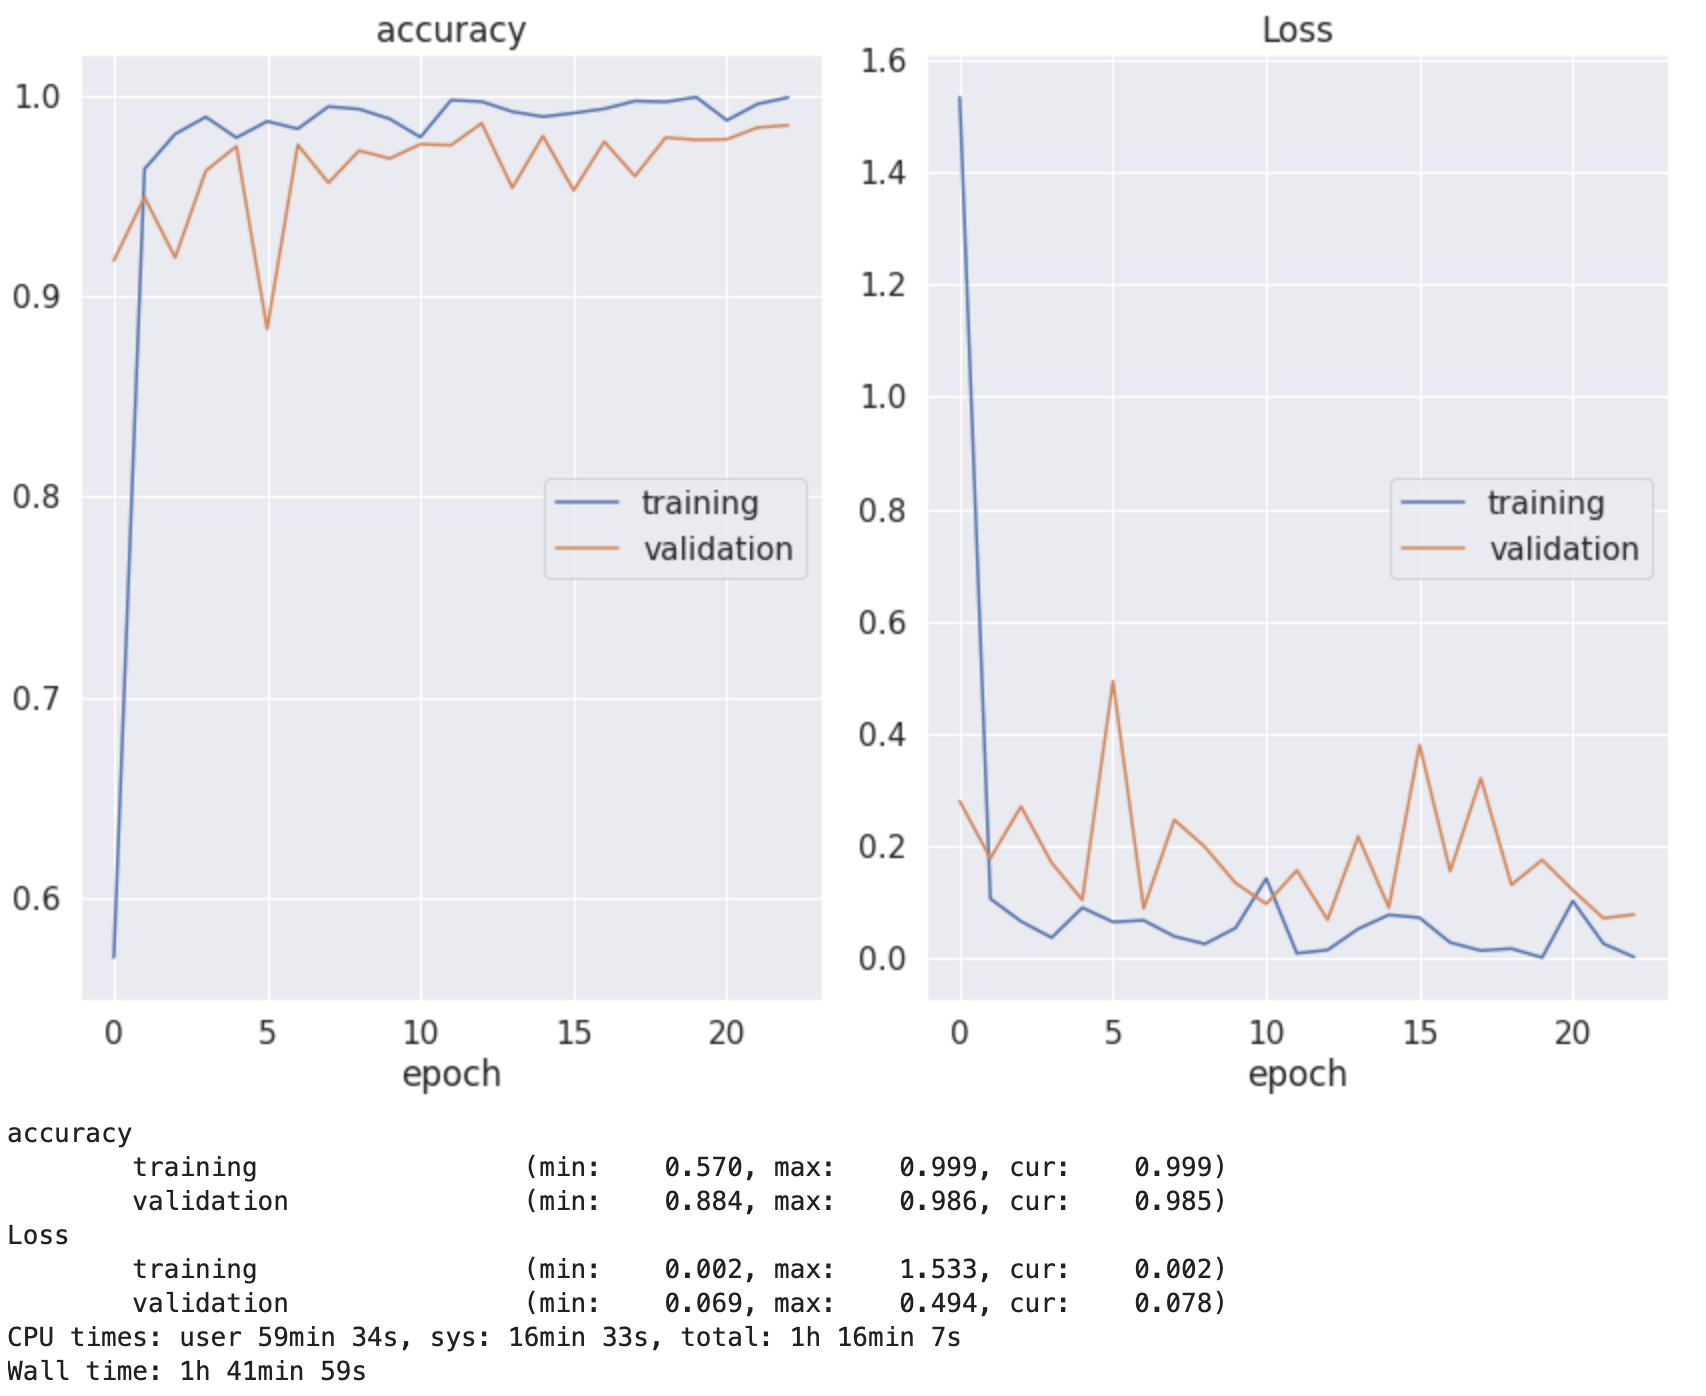 accuracy
1.0
0.9
0.8
0.7
0.6
training
validation
0 5 10 15 20
epoch
Loss
1.6
1.4
1.2
1.0
0.8
0.6
0.4
0.2
0.0
training
validation
0 5 10 15 20
epoch
accuracy
training (min: 0.570, max: 0.999, cur: 0.999)
validation (min: 0.884, max: 0.986, cur: 0.985)
Loss
training (min: 0.002, max: 1.533, cur: 0.002)
validation (min: 0.069, max: 0.494, cur: 0.078)
CPU times: user 59min 34s, sys: 16min 33s, total: 1h 16min 7s
Wall time: 1h 41min 59s